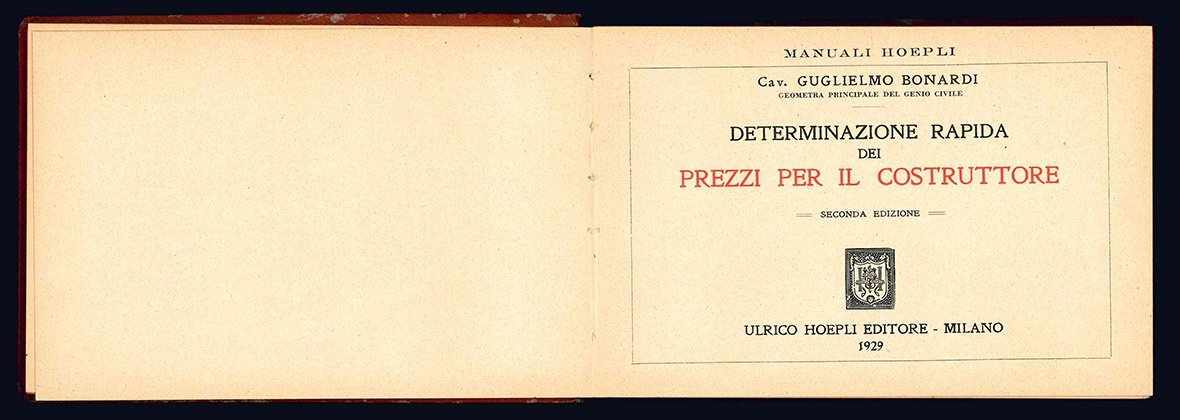 MANUALI HOEPLI
Cav. GUGLIELMO BONARDI
GEOMETRA PRINCIPALE DEL GENIO CIVILE
DETERMINAZIONE RAPIDA
DEI
PREZZI PER IL COSTRUTTORE
SECONDA EDIZIONE
ULRICO HOEPLI EDITORE - MILANO
1929